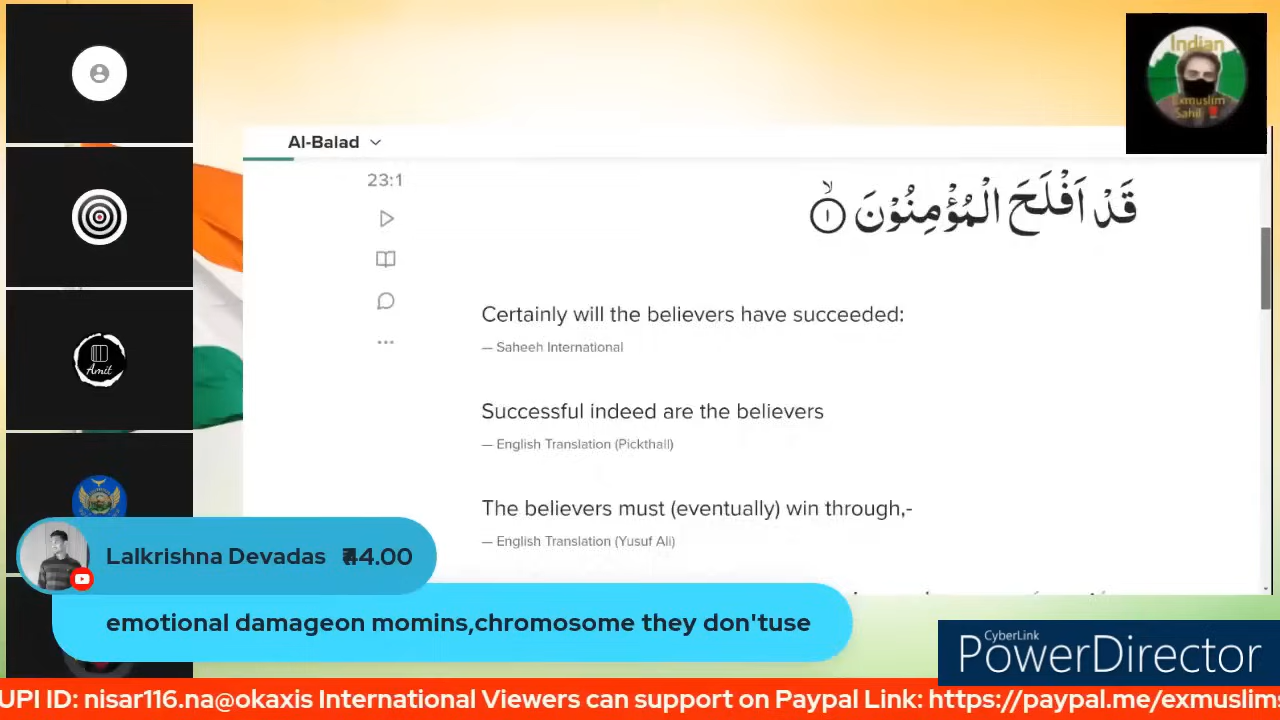 Indian
Exmuslim
Sahil
Al-Balad
23:1
قَدْ اَفْلَحَ الْمُؤْمِنُوْنَ ۙ ١
Certainly will the believers have succeeded:
— Saheeh International
Successful indeed are the believers
— English Translation (Pickthall)
The believers must (eventually) win through,-
— English Translation (Yusuf Ali)
Amit
Lalkrishna Devadas ₹44.00
emotional damageon momins,chromosome they don'tuse
CyberLink
PowerDirector
UPI ID: nisar116.na@okaxis International Viewers can support on Paypal Link: https://paypal.me/exmuslims